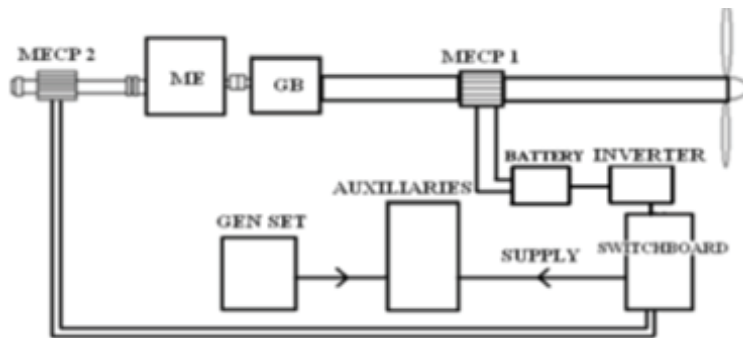 MECP 2
ME
GB
MECP 1
BATTERY
INVERTER
AUXILIARIES
GEN SET
SUPPLY
SWITCHBOARD